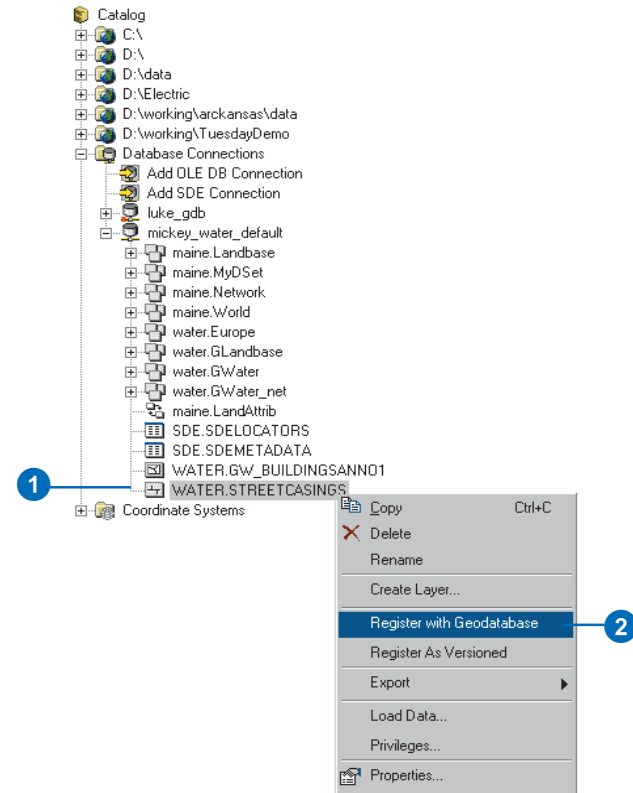 Catalog
C:\
D:\
D:\data
D:\Electric
D:\working\arckansas\data
D:\working\TuesdayDemo
Database Connections
Add OLE DB Connection
Add SDE Connection
luke_gdb
mickey_water_default
maine.Landbase
maine.MyDSet
maine.Network
maine.World
water.Europe
water.GLandbase
water.GWater
water.GWater_net
maine.LandAttrib
SDE.SDELOCATORS
SDE.SDEMETADATA
WATER.GW_BUILDINGSANNO1
1 WATER.STREETCASINGS
Coordinate Systems
Copy Ctrl+C
Delete
Rename
Create Layer...
Register with Geodatabase 2
Register As Versioned
Export
Load Data...
Privileges...
Properties...